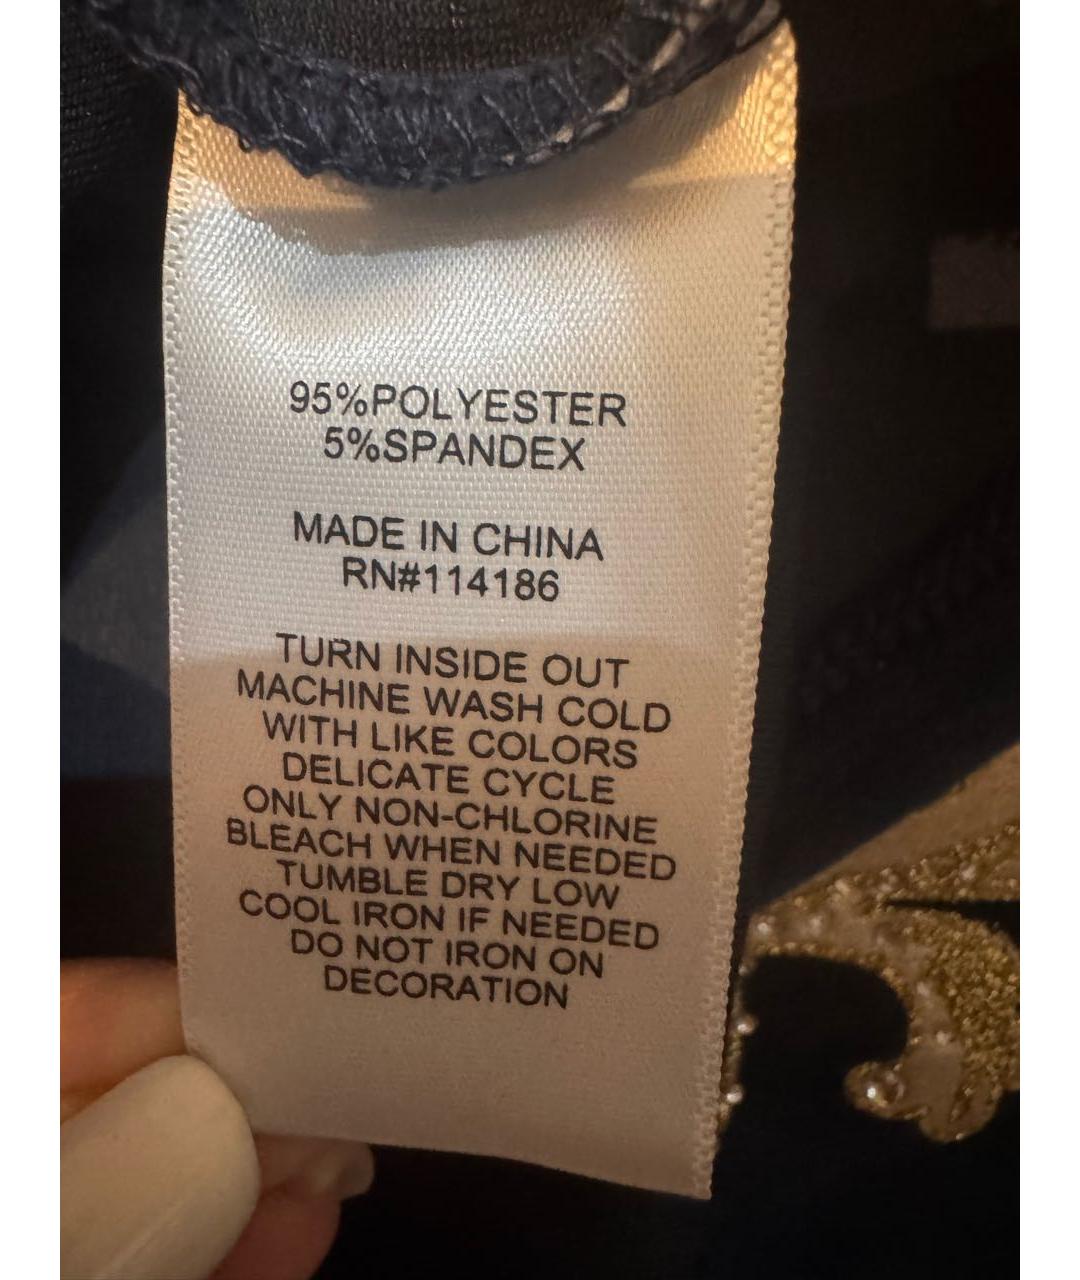 95%POLYESTER
5%SPANDEX
MADE IN CHINA
RN#114186
TURN INSIDE OUT
MACHINE WASH COLD
WITH LIKE COLORS
DELICATE CYCLE
ONLY NON-CHLORINE
BLEACH WHEN NEEDED
TUMBLE DRY LOW
COOL IRON IF NEEDED
DO NOT IRON ON
DECORATION